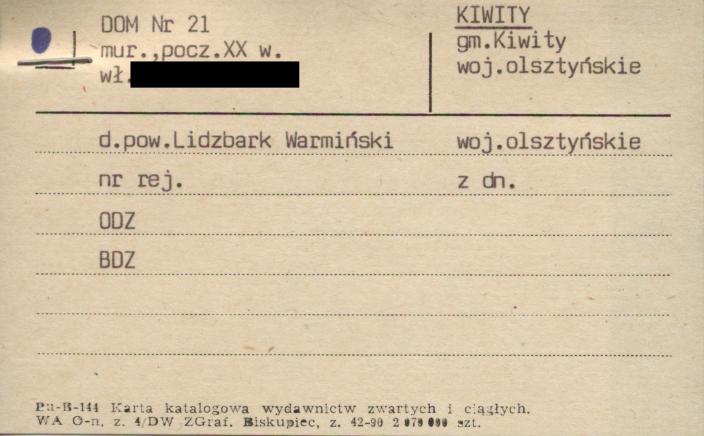 DOM Nr 21
mur.,pocz.XX w.
wł.
KIWITY
gm.Kiwity
woj.olsztyńskie
d.pow.Lidzbark Warmiński woj.olsztyńskie
nr rej. z dn.
ODZ
BDZ
Pu-B-144 Karta katalogowa wydawnictw zwartych i ciągłych.
WA O-n, z. 4/DW ZGraf. Biskupiec, z. 42-90 2 070 000 szt.